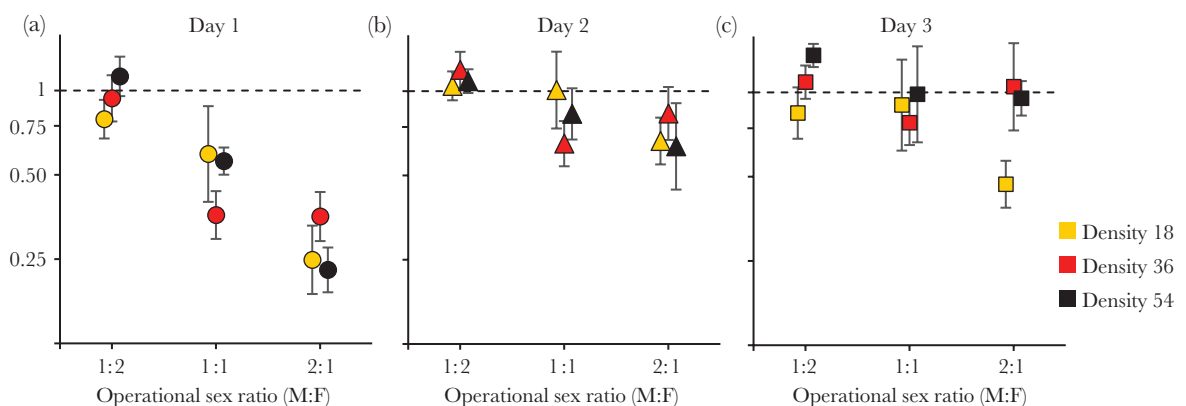 (a) Day 1
1
0.75
0.50
0.25
1:2 1:1 2:1
Operational sex ratio (M:F)
(b) Day 2
1:2 1:1 2:1
Operational sex ratio (M:F)
(c) Day 3
1:2 1:1 2:1
Operational sex ratio (M:F)
Density 18
Density 36
Density 54